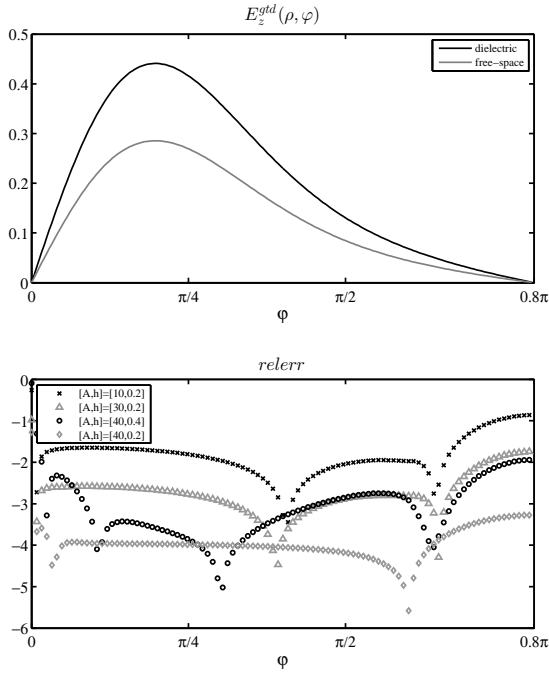 E_z^{gtd}(ρ, φ)
0.5
0.4
0.3
0.2
0.1
0
dielectric
free−space
0
π/4
π/2
0.8π
φ
relerr
0
−1
−2
−3
−4
−5
−6
[A,h]=[10,0.2]
[A,h]=[30,0.2]
[A,h]=[40,0.4]
[A,h]=[40,0.2]
0
π/4
π/2
0.8π
φ